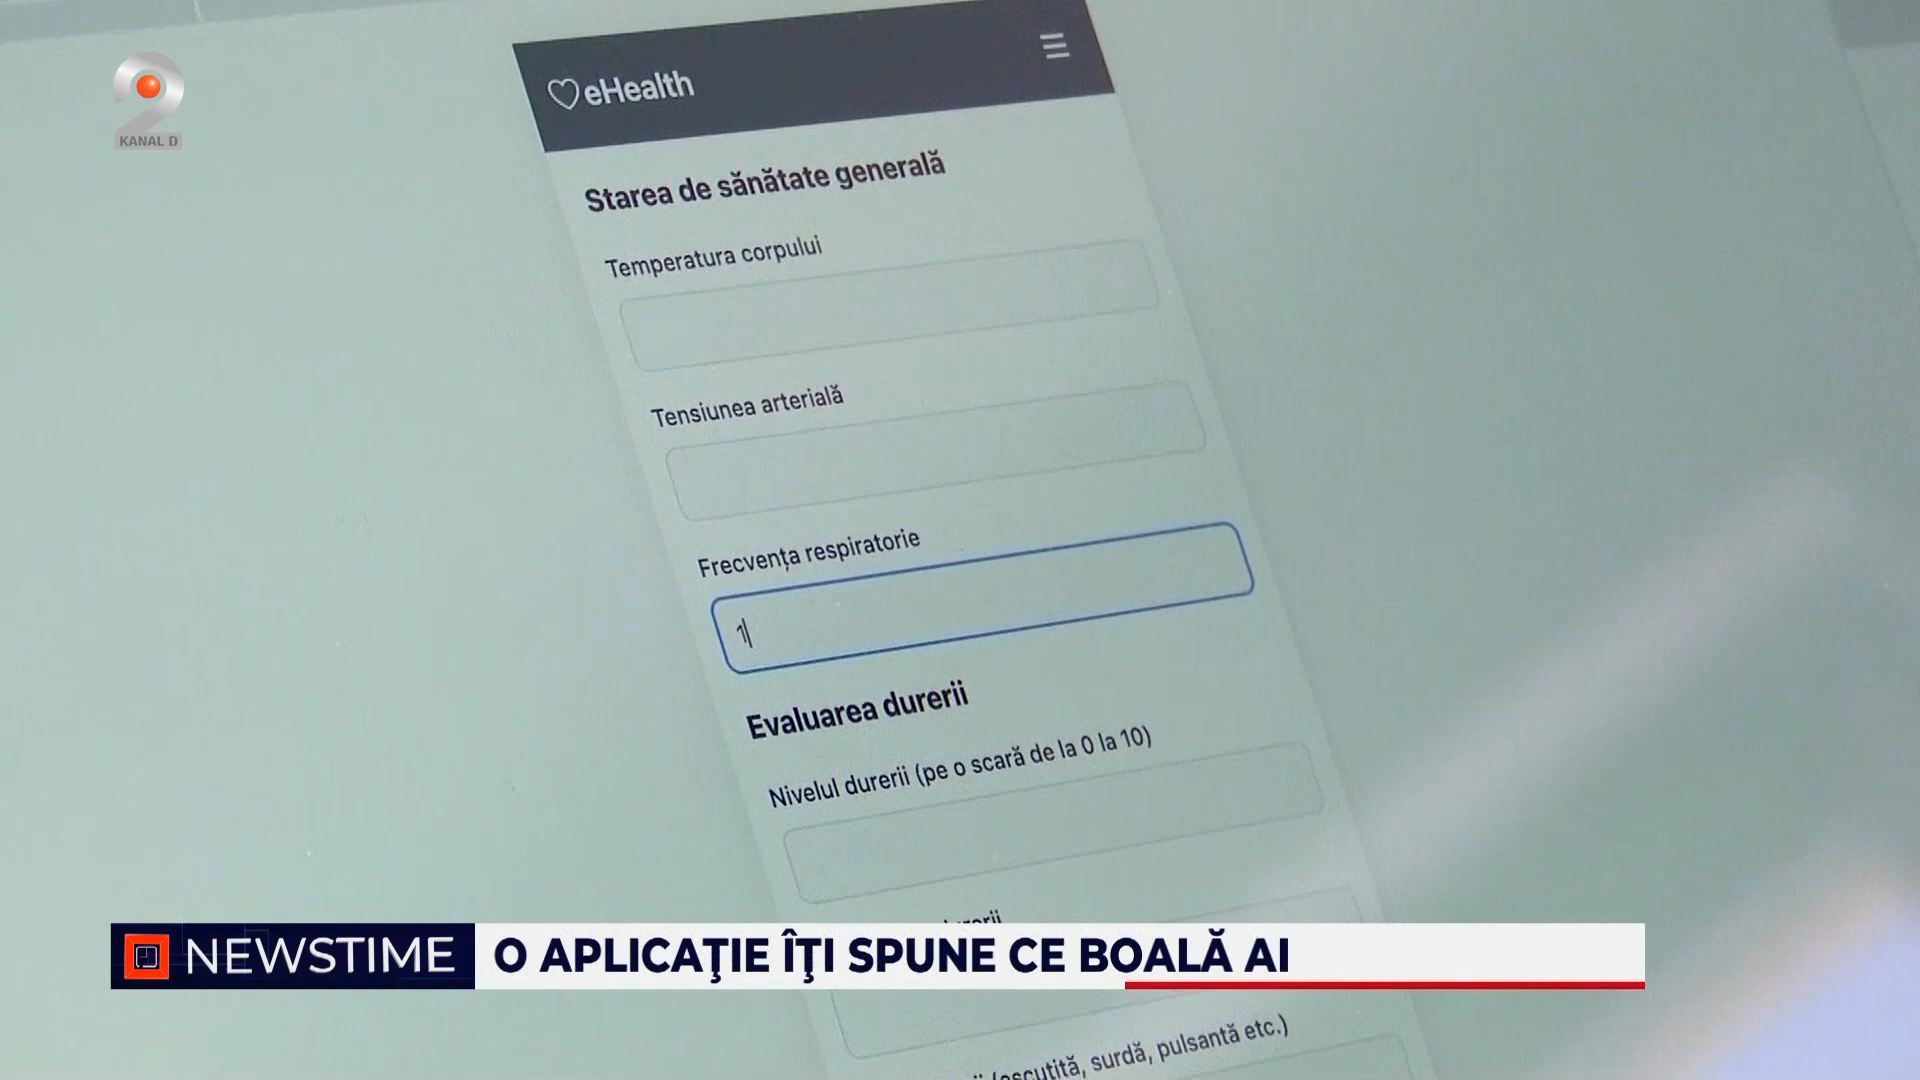 KANAL D
eHealth
Starea de sănătate generală
Temperatura corpului
Tensiunea arterială
Frecvența respiratorie
1
Evaluarea durerii
Nivelul durerii (pe o scară de la 0 la 10)
surdă, pulsantă etc.)
NEWSTIME
O APLICAŢIE ÎŢI SPUNE CE BOALĂ AI